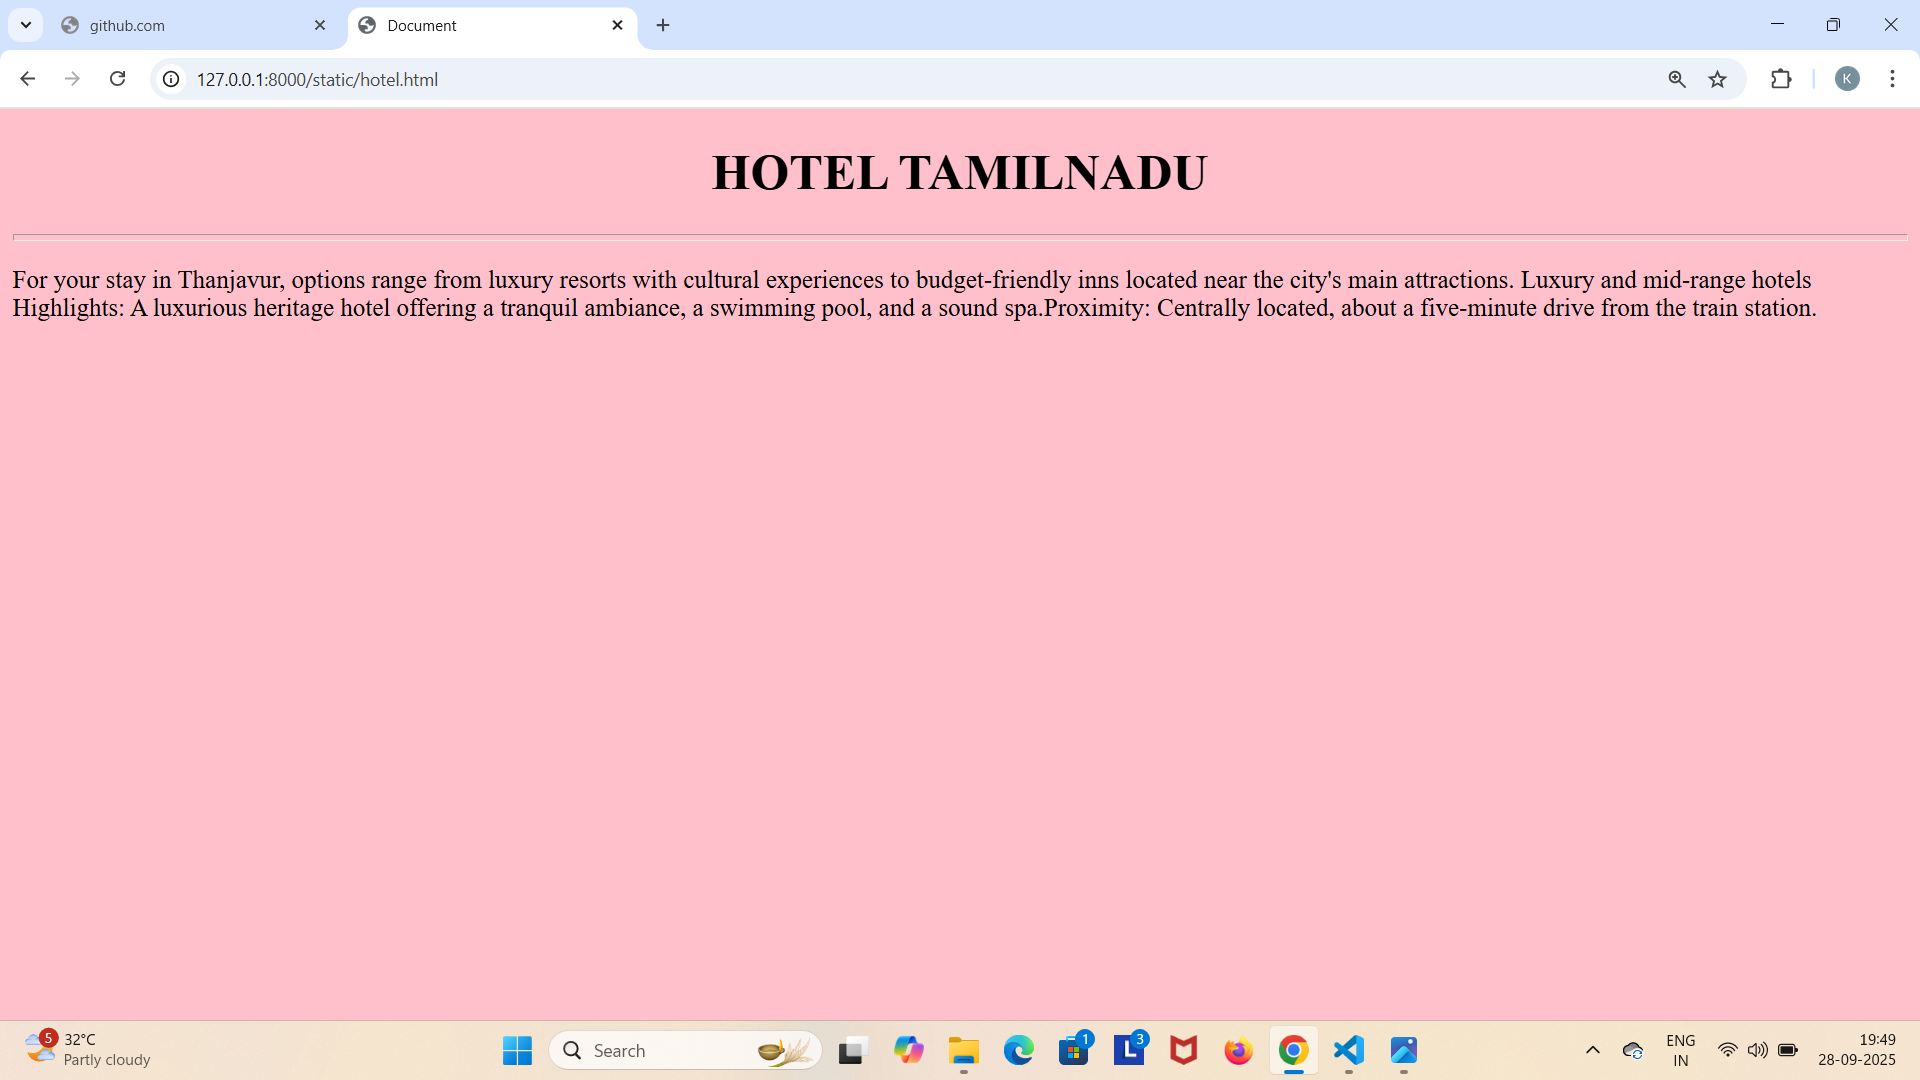 github.com
Document
127.0.0.1:8000/static/hotel.html
K
HOTEL TAMILNADU
For your stay in Thanjavur, options range from luxury resorts with cultural experiences to budget-friendly inns located near the city's main attractions. Luxury and mid-range hotels
Highlights: A luxurious heritage hotel offering a tranquil ambiance, a swimming pool, and a sound spa.Proximity: Centrally located, about a five-minute drive from the train station.
5
32°C
Partly cloudy
Search
1
L
3
ENG
IN
19:49
28-09-2025